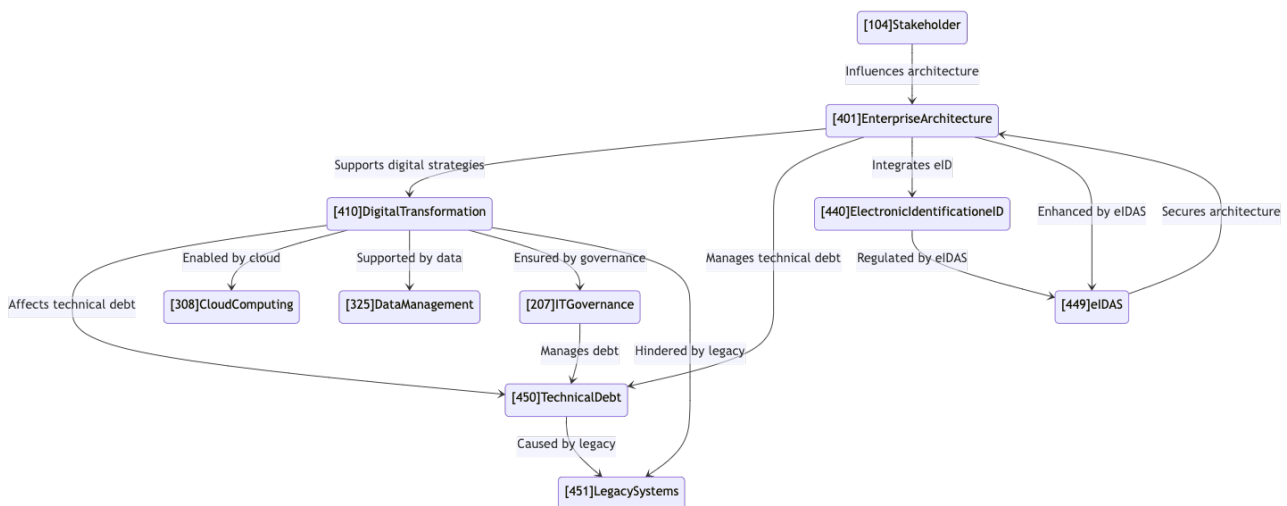 [104]Stakeholder
Influences architecture
[401]EnterpriseArchitecture
Supports digital strategies
Integrates eID
[410]DigitalTransformation
[440]ElectronicIdentificationeID
Enhanced by eIDAS
Secures architecture
Enabled by cloud
Supported by data
Ensured by governance
Manages technical debt
Regulated by eIDAS
Affects technical debt
[308]CloudComputing
[325]DataManagement
[207]ITGovernance
[449]eIDAS
Manages debt
Hindered by legacy
[450]TechnicalDebt
Caused by legacy
[451]LegacySystems